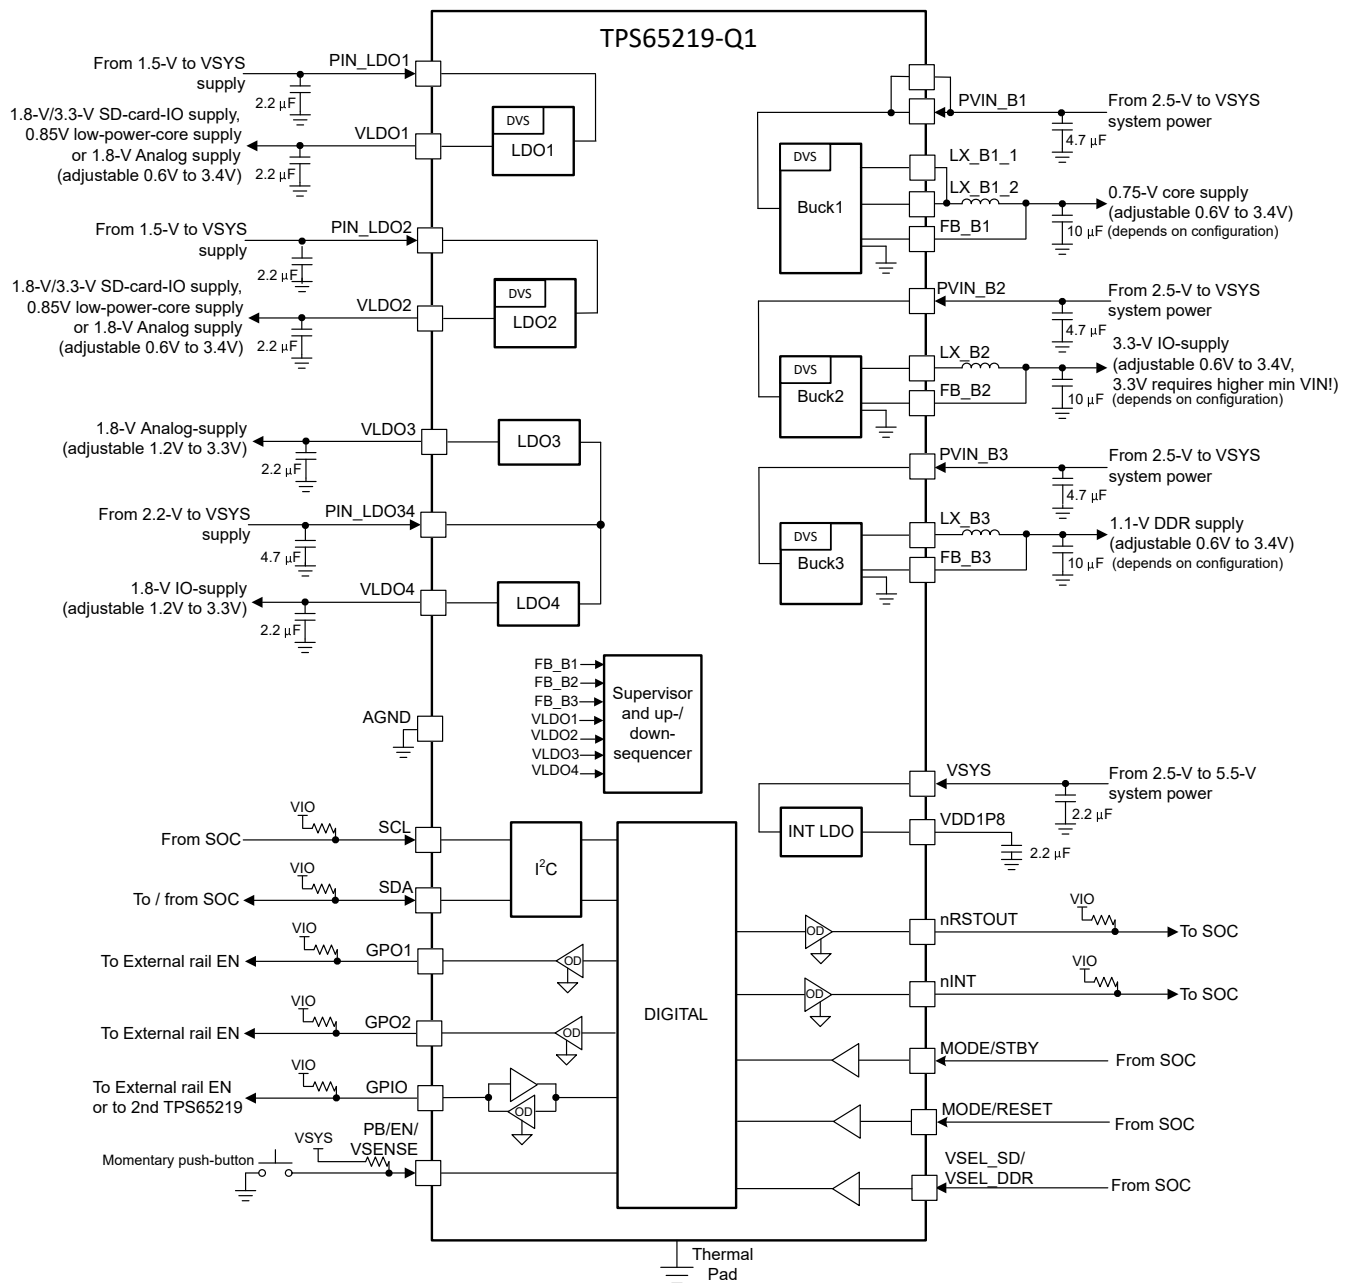 TPS65219-Q1
From 1.5-V to VSYS
supply
PIN_LDO1
2.2 µF
1.8-V/3.3-V SD-card-IO supply,
0.85V low-power-core supply
or 1.8-V Analog supply
(adjustable 0.6V to 3.4V)
VLDO1
2.2 µF
DVS
LDO1
From 1.5-V to VSYS
supply
PIN_LDO2
2.2 µF
1.8-V/3.3-V SD-card-IO supply,
0.85V low-power-core supply
or 1.8-V Analog supply
(adjustable 0.6V to 3.4V)
VLDO2
2.2 µF
DVS
LDO2
1.8-V Analog-supply
(adjustable 1.2V to 3.3V)
VLDO3
2.2 µF
LDO3
From 2.2-V to VSYS
supply
PIN_LDO34
4.7 µF
1.8-V IO-supply
(adjustable 1.2V to 3.3V)
VLDO4
2.2 µF
LDO4
PVIN_B1
From 2.5-V to VSYS
system power
4.7 µF
DVS
Buck1
LX_B1_1
LX_B1_2
FB_B1
0.75-V core supply
(adjustable 0.6V to 3.4V)
(depends on configuration)
10 µF
PVIN_B2
From 2.5-V to VSYS
system power
4.7 µF
DVS
Buck2
LX_B2
FB_B2
3.3-V IO-supply
(adjustable 0.6V to 3.4V,
3.3V requires higher min VIN!)
(depends on configuration)
10 µF
PVIN_B3
From 2.5-V to VSYS
system power
4.7 µF
DVS
Buck3
LX_B3
FB_B3
1.1-V DDR supply
(adjustable 0.6V to 3.4V)
(depends on configuration)
10 µF
FB_B1
FB_B2
FB_B3
VLDO1
VLDO2
VLDO3
VLDO4
Supervisor
and up-/
down-
sequencer
AGND
VSYS
From 2.5-V to 5.5-V
system power
2.2 µF
INT LDO
VDD1P8
2.2 µF
From SOC
VIO
SCL
To / from SOC
VIO
SDA
I²C
To External rail EN
VIO
GPO1
OD
To External rail EN
VIO
GPO2
OD
To External rail EN
or to 2nd TPS65219
VIO
GPIO
OD
Momentary push-button
VSYS
PB/EN/
VSENSE
DIGITAL
OD
nRSTOUT
VIO
To SOC
OD
nINT
VIO
To SOC
MODE/STBY
From SOC
MODE/RESET
From SOC
VSEL_SD/
VSEL_DDR
From SOC
Thermal
Pad